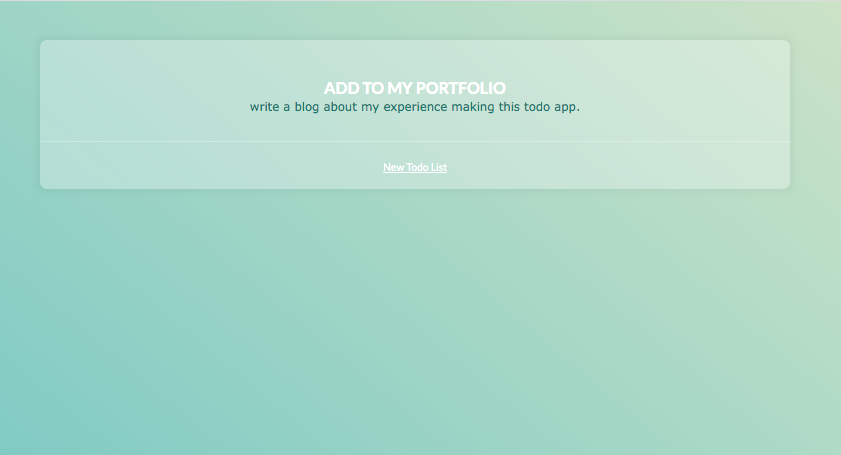 ADD TO MY PORTFOLIO
write a blog about my experience making this todo app.
New Todo List